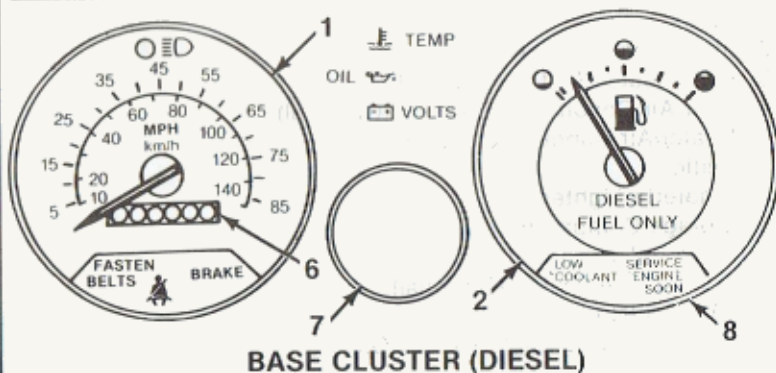 1
TEMP
OIL
VOLTS
5 15 25 35 45 55 65 75 85
MPH
km/h
10 20 40 60 80 100 120 140
FASTEN
BELTS
BRAKE
6
7
DIESEL
FUEL ONLY
LOW
COOLANT
SERVICE
ENGINE
SOON
2
8
BASE CLUSTER (DIESEL)